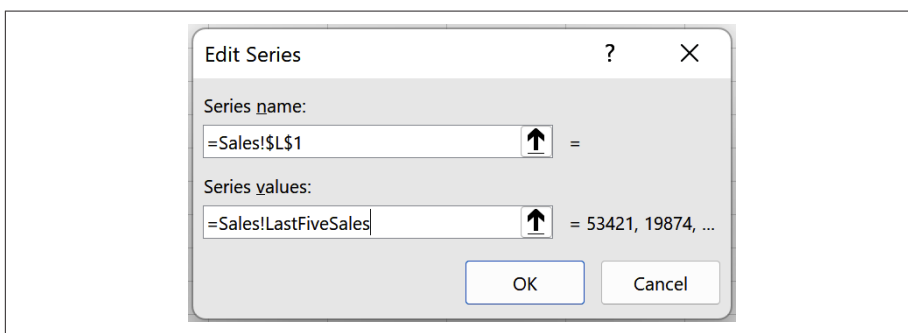 Edit Series ? ×
Series name:
=Sales!$L$1 =
Series values:
=Sales!LastFiveSales = 53421, 19874, ...
OK Cancel